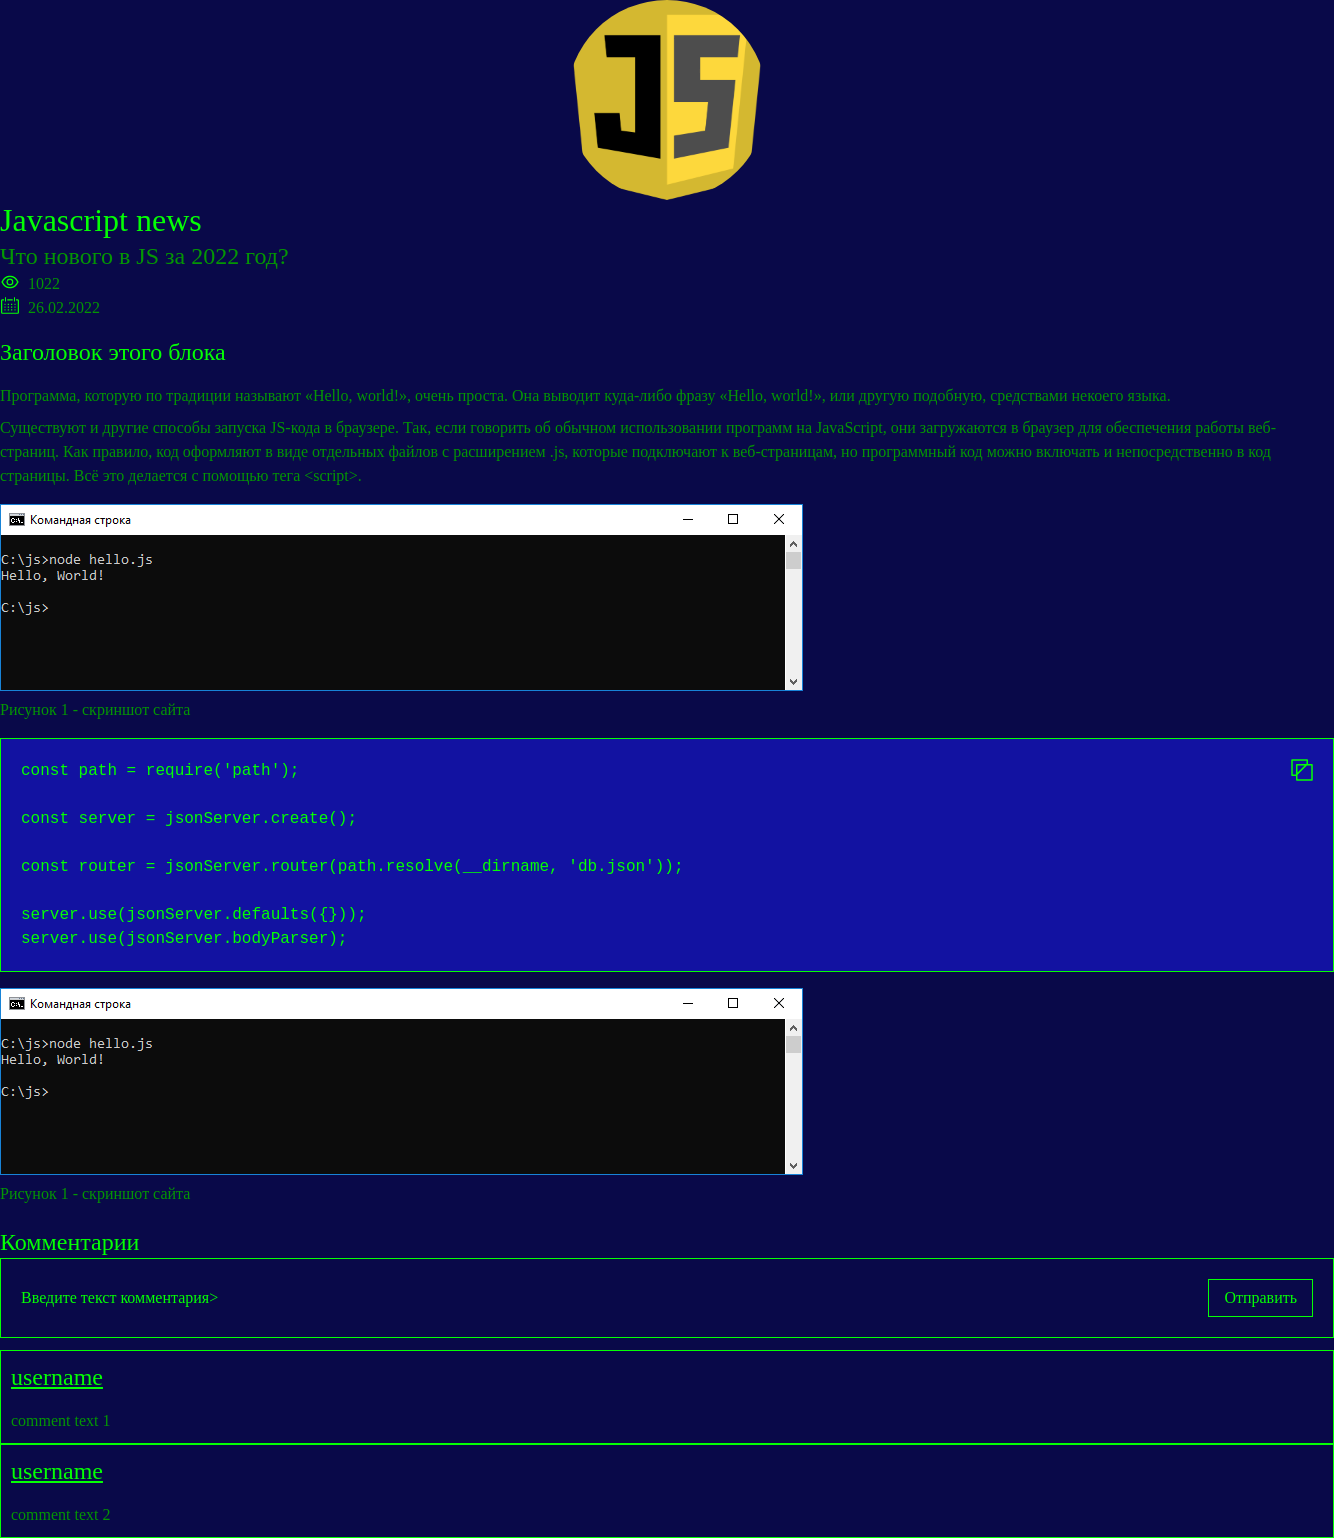 JS
Javascript news
Что нового в JS за 2022 год?
1022
26.02.2022
Заголовок этого блока
Программа, которую по традиции называют «Hello, world!», очень проста. Она выводит куда-либо фразу «Hello, world!», или другую подобную, средствами некоего языка.
Существуют и другие способы запуска JS-кода в браузере. Так, если говорить об обычном использовании программ на JavaScript, они загружаются в браузер для обеспечения работы веб-
страниц. Как правило, код оформляют в виде отдельных файлов с расширением .js, которые подключают к веб-страницам, но программный код можно включать и непосредственно в код
страницы. Всё это делается с помощью тега <script>.
Командная строка
C:\js>node hello.js
Hello, World!
C:\js>
Рисунок 1 - скриншот сайта
const path = require('path');
const server = jsonServer.create();
const router = jsonServer.router(path.resolve(__dirname, 'db.json'));
server.use(jsonServer.defaults({}));
server.use(jsonServer.bodyParser);
Командная строка
C:\js>node hello.js
Hello, World!
C:\js>
Рисунок 1 - скриншот сайта
Комментарии
Введите текст комментария>
Отправить
username
comment text 1
username
comment text 2